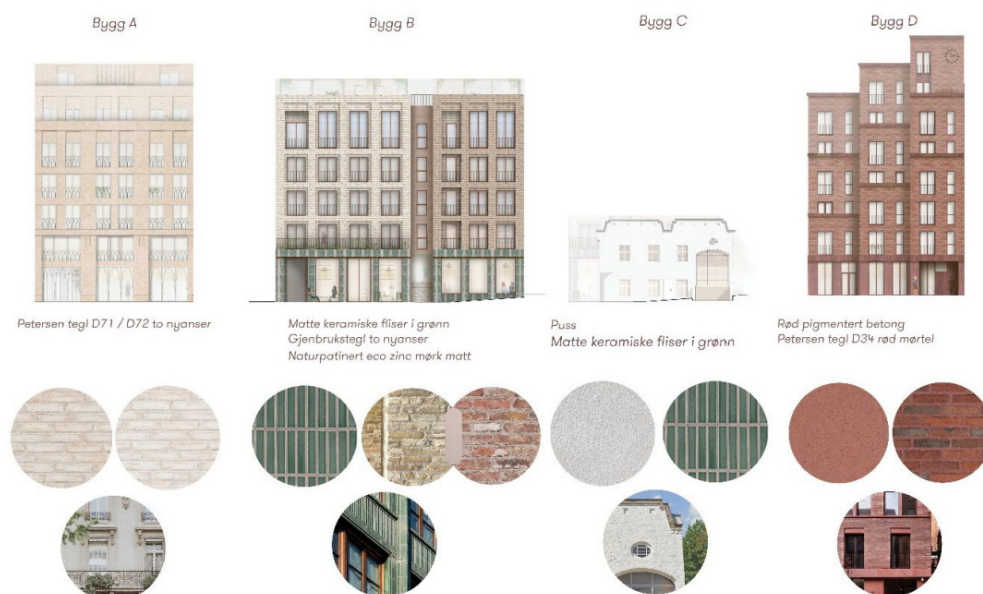 Bygg A
Bygg B
Bygg C
Bygg D
Petersen tegl D71 / D72 to nyanser
Matte keramiske fliser i grønn
Gjenbrukstegl to nyanser
Naturpatinert eco zinc mørk matt
Puss
Matte keramiske fliser i grønn
Rød pigmentert betong
Petersen tegl D34 rød mørtel